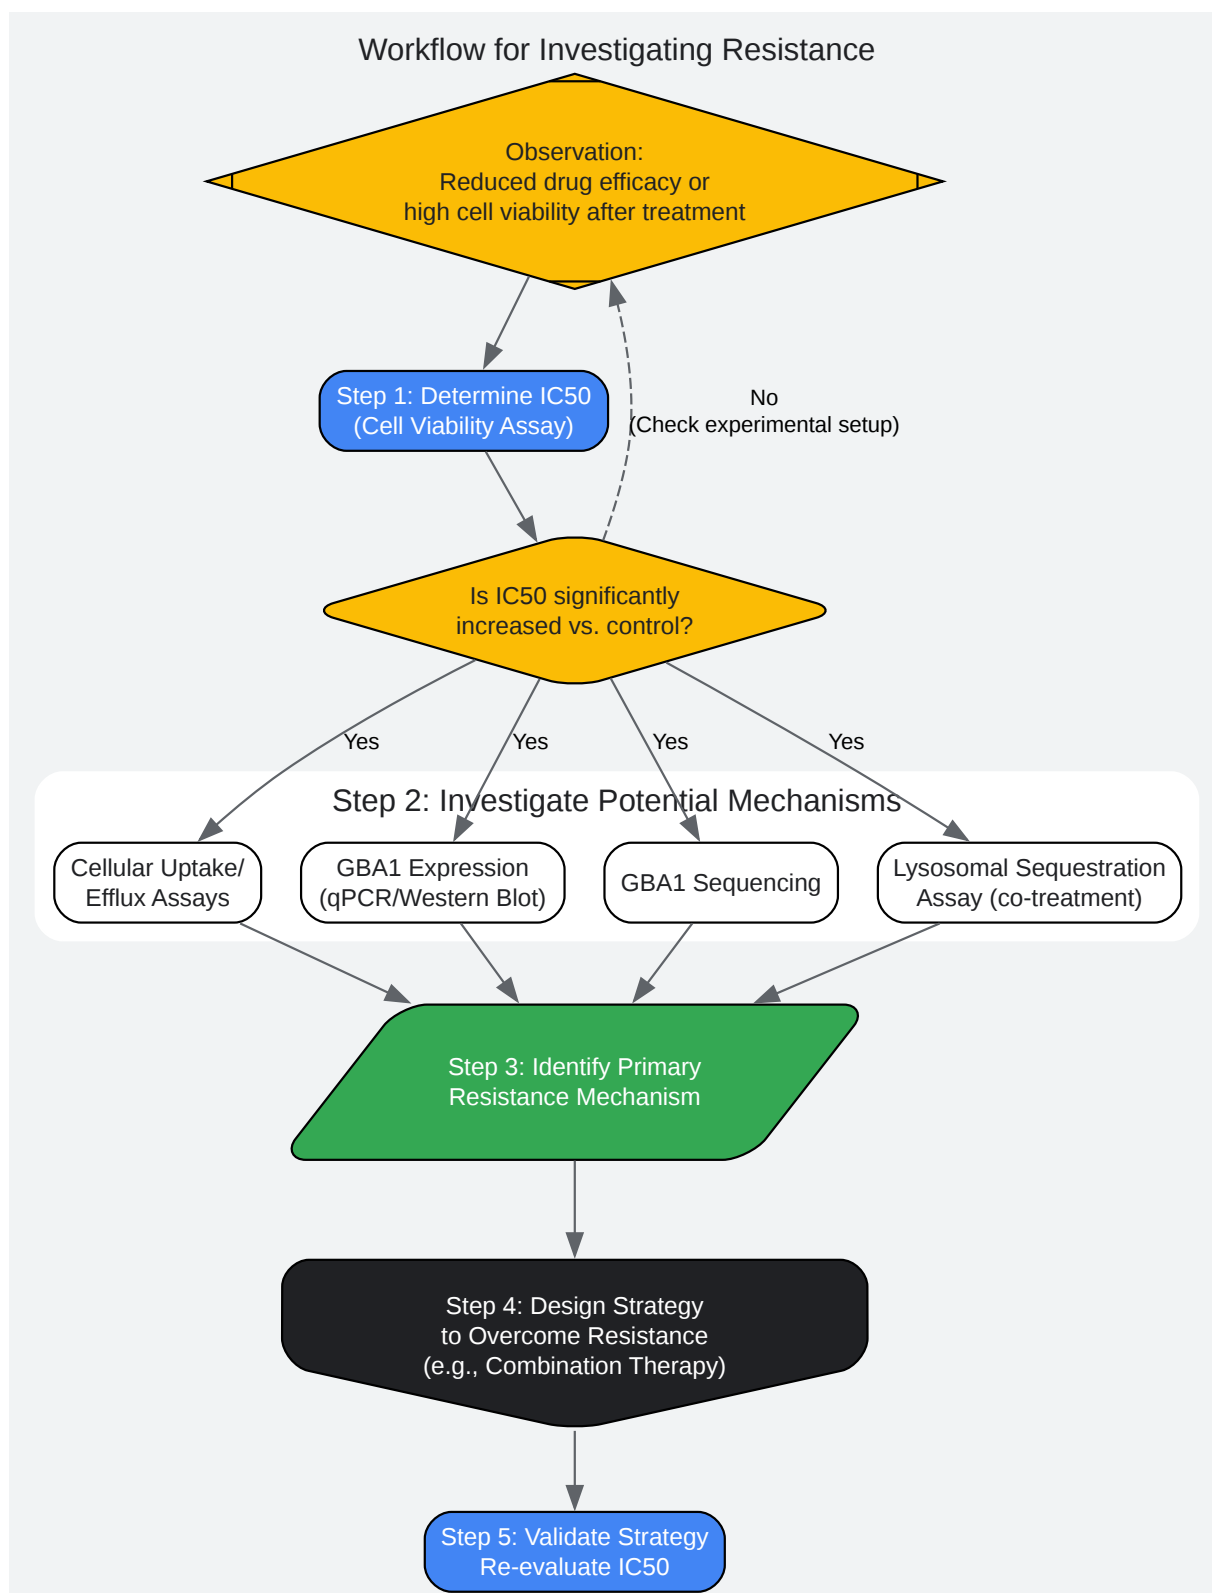 Workflow for Investigating Resistance
Observation:
Reduced drug efficacy or
high cell viability after treatment
Step 1: Determine IC50
(Cell Viability Assay)
No
(Check experimental setup)
Is IC50 significantly
increased vs. control?
Yes
Yes
Yes
Yes
Step 2: Investigate Potential Mechanisms
Cellular Uptake/
Efflux Assays
GBA1 Expression
(qPCR/Western Blot)
GBA1 Sequencing
Lysosomal Sequestration
Assay (co-treatment)
Step 3: Identify Primary
Resistance Mechanism
Step 4: Design Strategy
to Overcome Resistance
(e.g., Combination Therapy)
Step 5: Validate Strategy
Re-evaluate IC50